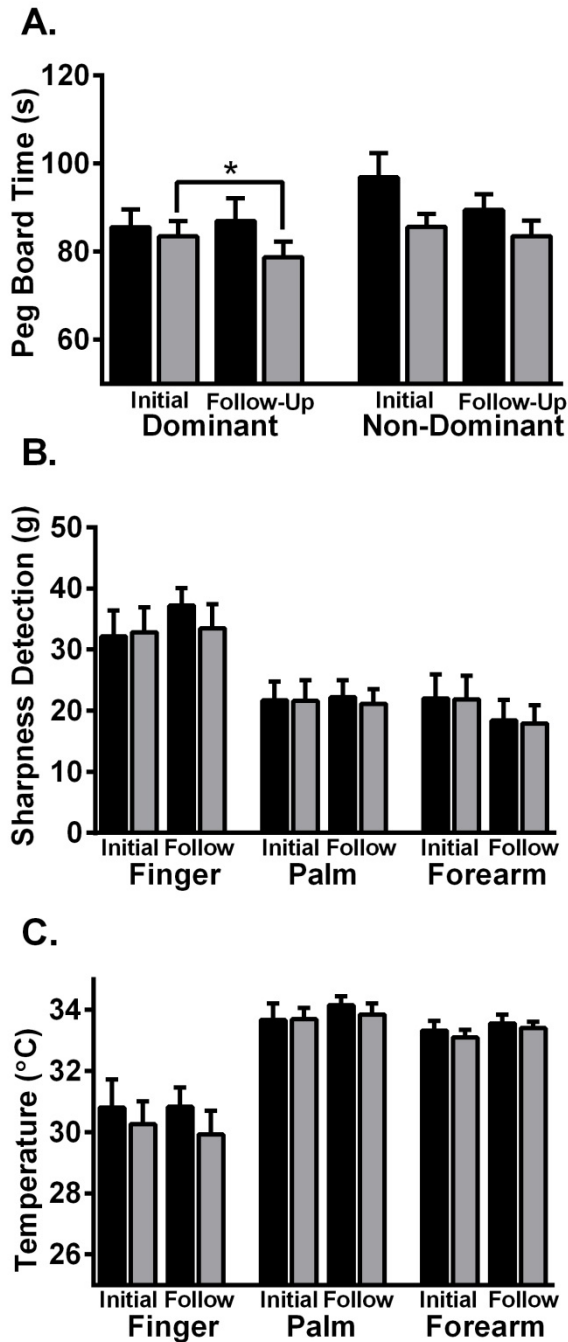 A.
Peg Board Time (s)
120
100
80
60
*
Initial Follow-Up Initial Follow-Up
Dominant Non-Dominant
B.
Sharpness Detection (g)
50
40
30
20
10
0
Initial Follow Initial Follow Initial Follow
Finger Palm Forearm
C.
Temperature (°C)
34
32
30
28
26
Initial Follow Initial Follow Initial Follow
Finger Palm Forearm